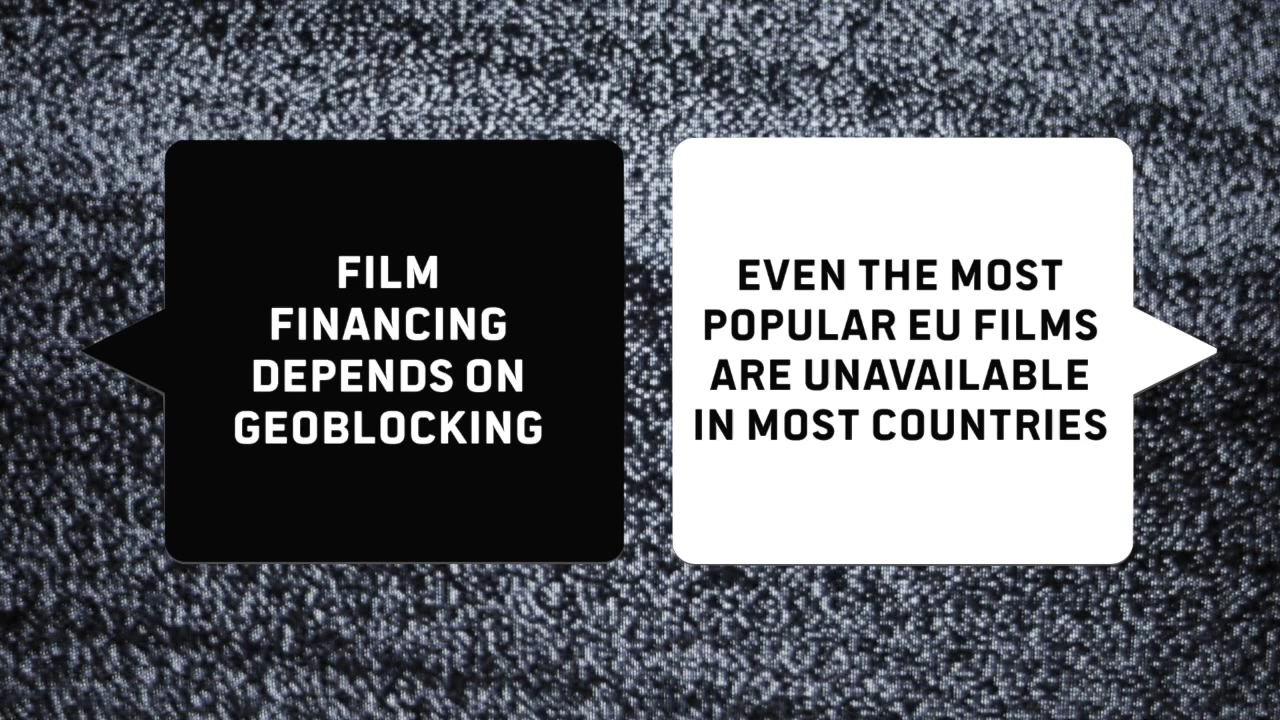 FILM
FINANCING
DEPENDS ON
GEOBLOCKING
EVEN THE MOST
POPULAR EU FILMS
ARE UNAVAILABLE
IN MOST COUNTRIES